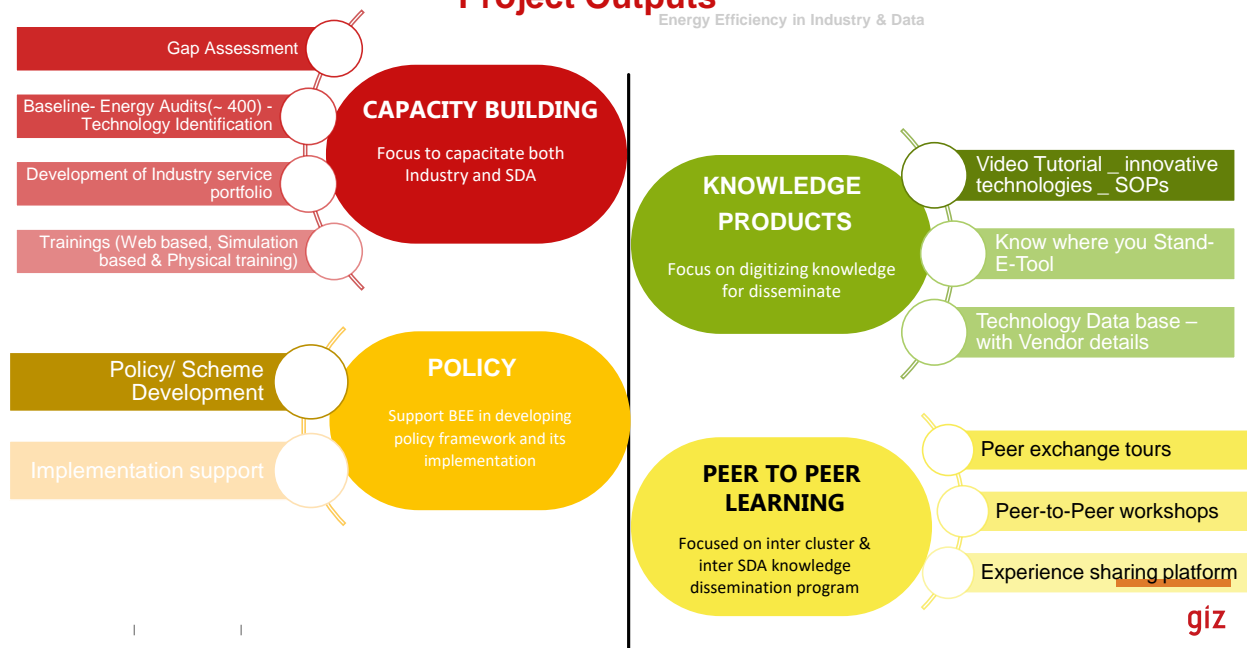 Project Outputs
Energy Efficiency in Industry & Data
Gap Assessment
Baseline- Energy Audits(~ 400) -
Technology Identification
Development of Industry service
portfolio
Trainings (Web based, Simulation
based & Physical training)
CAPACITY BUILDING
Focus to capacitate both
Industry and SDA
Policy/ Scheme
Development
Implementation support
POLICY
Support BEE in developing
policy framework and its
implementation
KNOWLEDGE
PRODUCTS
Focus on digitizing knowledge
for disseminate
Video Tutorial _ innovative
technologies _ SOPs
Know where you Stand-
E-Tool
Technology Data base –
with Vendor details
PEER TO PEER
LEARNING
Focused on inter cluster &
inter SDA knowledge
dissemination program
Peer exchange tours
Peer-to-Peer workshops
Experience sharing platform
giz